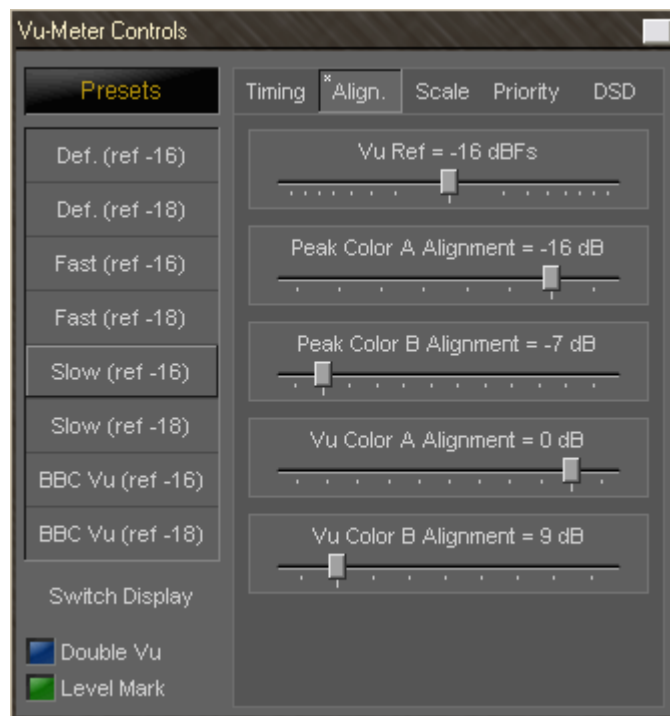 Vu-Meter Controls
Presets
Def. (ref -16)
Def. (ref -18)
Fast (ref -16)
Fast (ref -18)
Slow (ref -16)
Slow (ref -18)
BBC Vu (ref -16)
BBC Vu (ref -18)
Switch Display
Double Vu
Level Mark
Timing *Align. Scale Priority DSD
Vu Ref = -16 dBFs
Peak Color A Alignment = -16 dB
Peak Color B Alignment = -7 dB
Vu Color A Alignment = 0 dB
Vu Color B Alignment = 9 dB